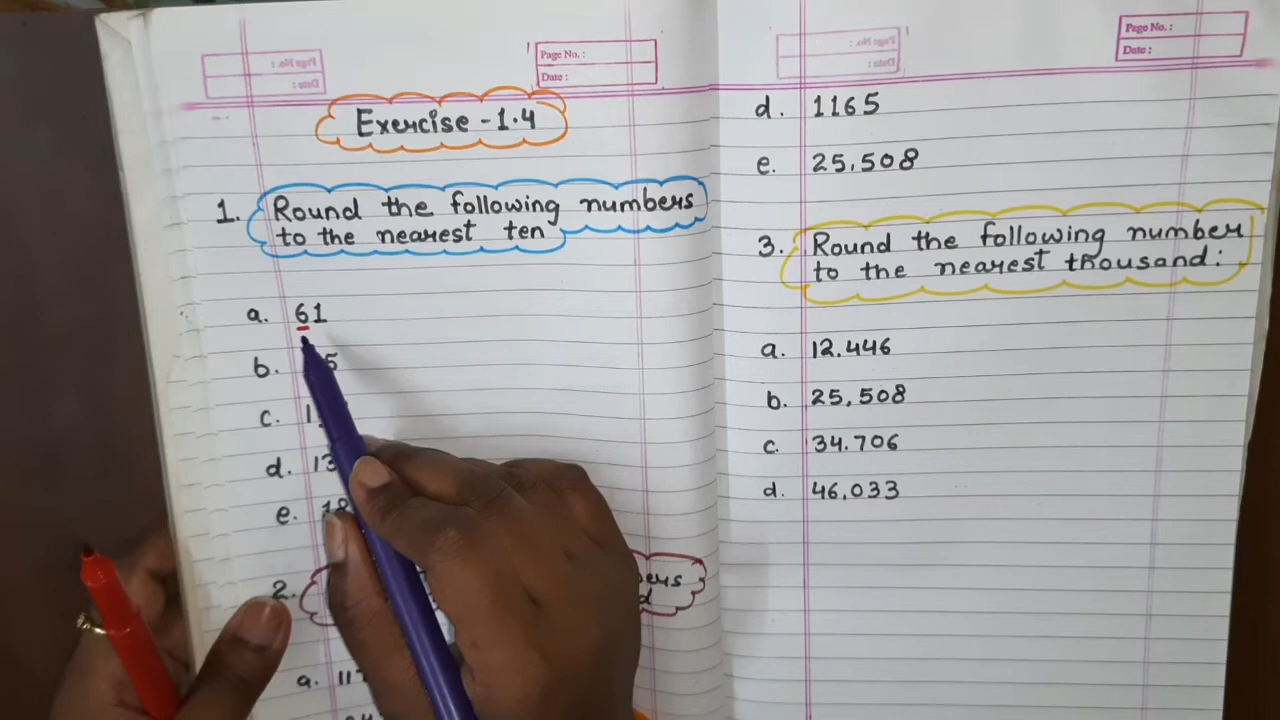 Page No. :
Date :
Exercise - 1.4
1. Round the following numbers
to the nearest ten
a. 61
b.
c.
d.
e.
2.
a.
Page No. :
Date :
d. 1165
e. 25,508
3. Round the following number
to the nearest thousand :
a. 12.446
b. 25,508
c. 34.706
d. 46,033